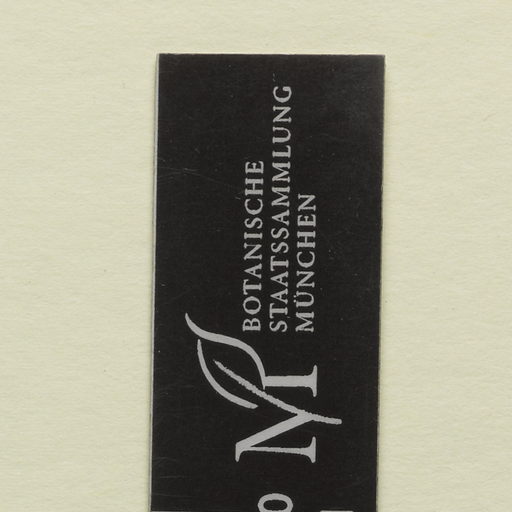 BOTANISCHE
STAATSSAMMLUNG
MÜNCHEN
M